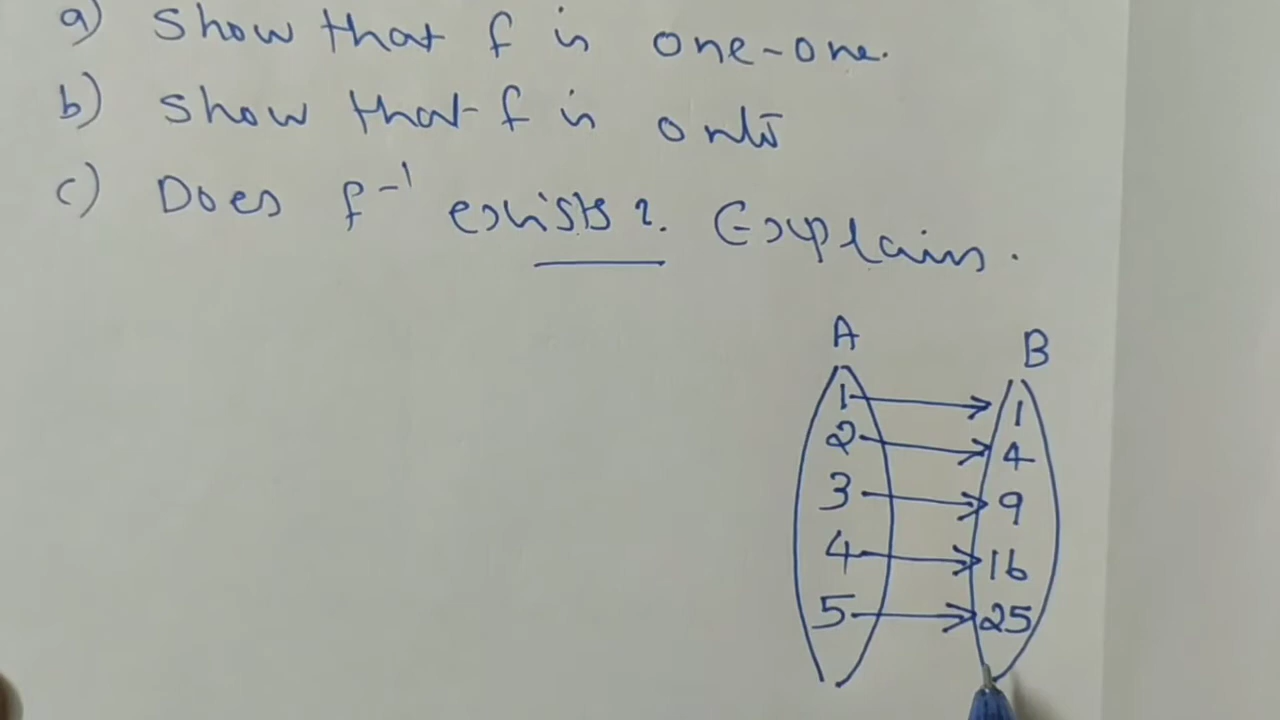 a) Show that f is one-one.
b) Show that f is onto
c) Does f⁻¹ exists?. Explain.
A B
1 1
2 4
3 9
4 16
5 25